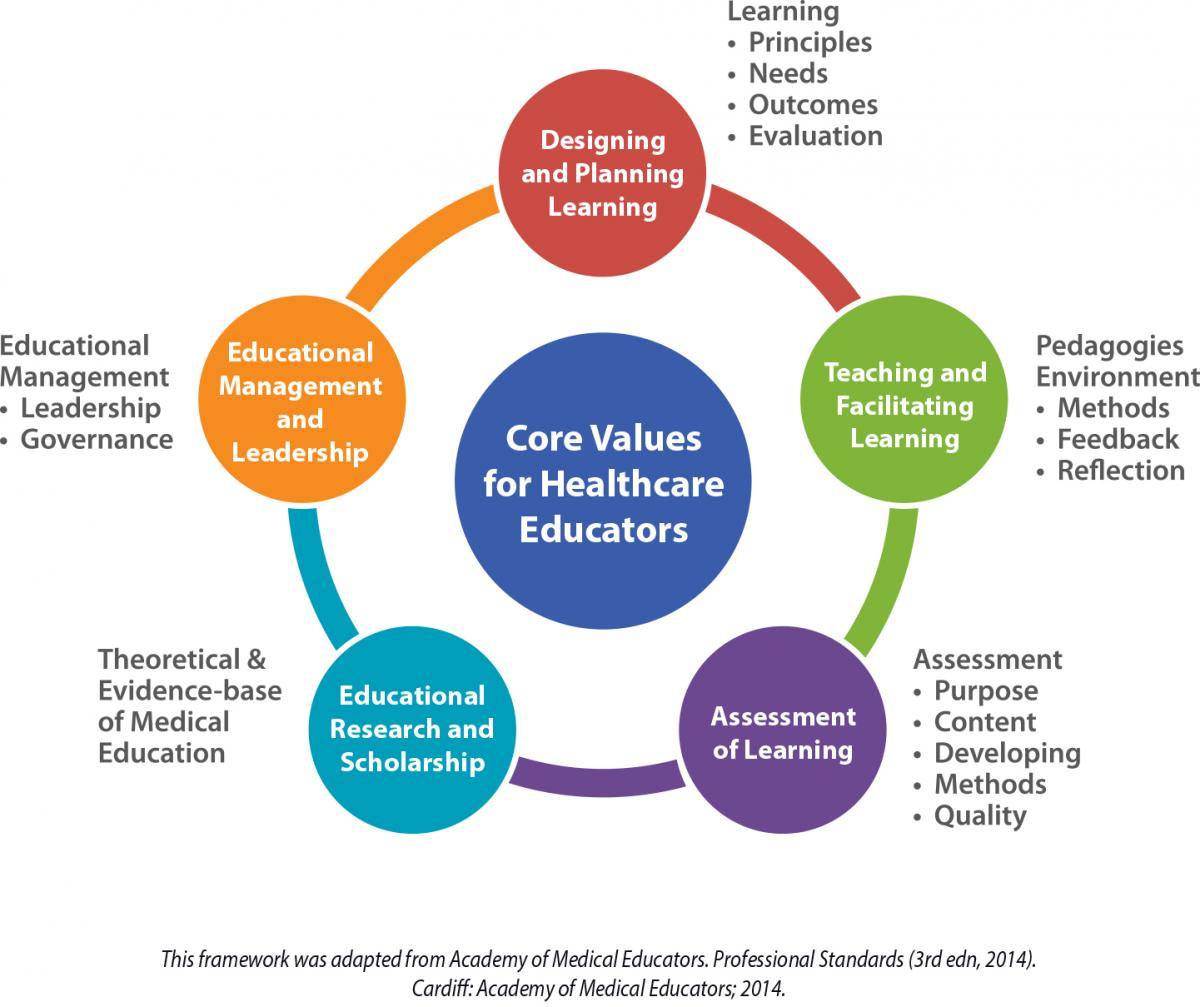 Learning
• Principles
• Needs
• Outcomes
• Evaluation
Designing
and Planning
Learning
Educational
Management
• Leadership
• Governance
Educational
Management
and
Leadership
Core Values
for Healthcare
Educators
Teaching and
Facilitating
Learning
Pedagogies
Environment
• Methods
• Feedback
• Reflection
Theoretical &
Evidence-base
of Medical
Education
Educational
Research and
Scholarship
Assessment
of Learning
Assessment
• Purpose
• Content
• Developing
• Methods
• Quality
This framework was adapted from Academy of Medical Educators. Professional Standards (3rd edn, 2014).
Cardiff: Academy of Medical Educators; 2014.